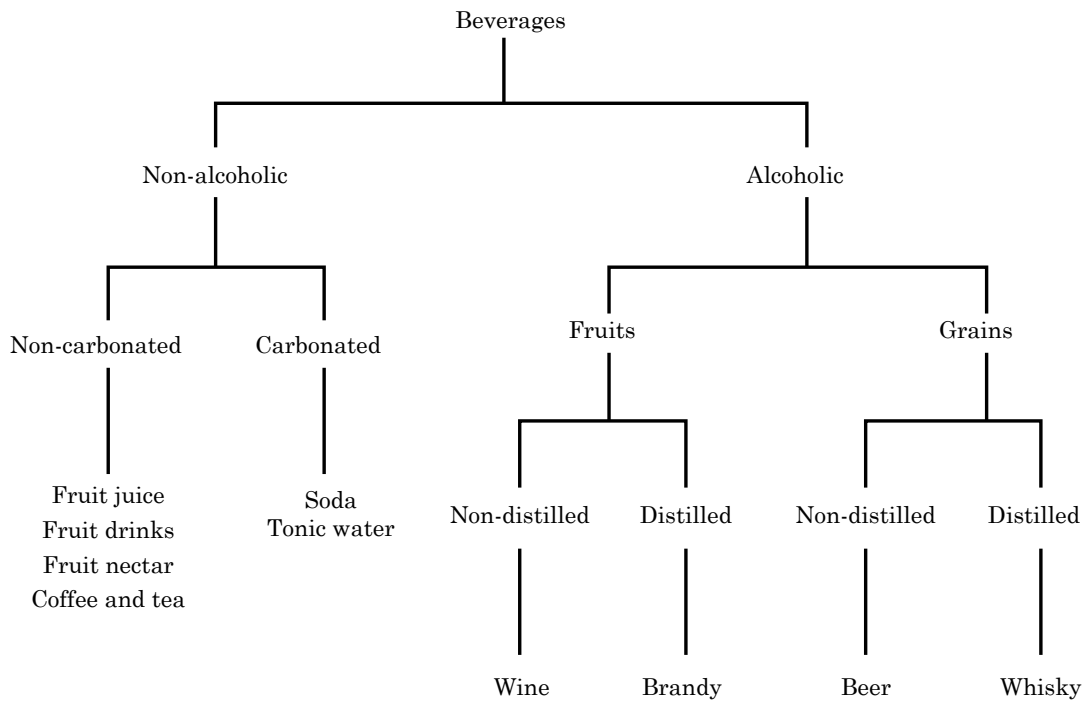 Beverages
Non-alcoholic
Alcoholic
Non-carbonated
Carbonated
Fruits
Grains
Fruit juice
Fruit drinks
Fruit nectar
Coffee and tea
Soda
Tonic water
Non-distilled
Distilled
Non-distilled
Distilled
Wine
Brandy
Beer
Whisky